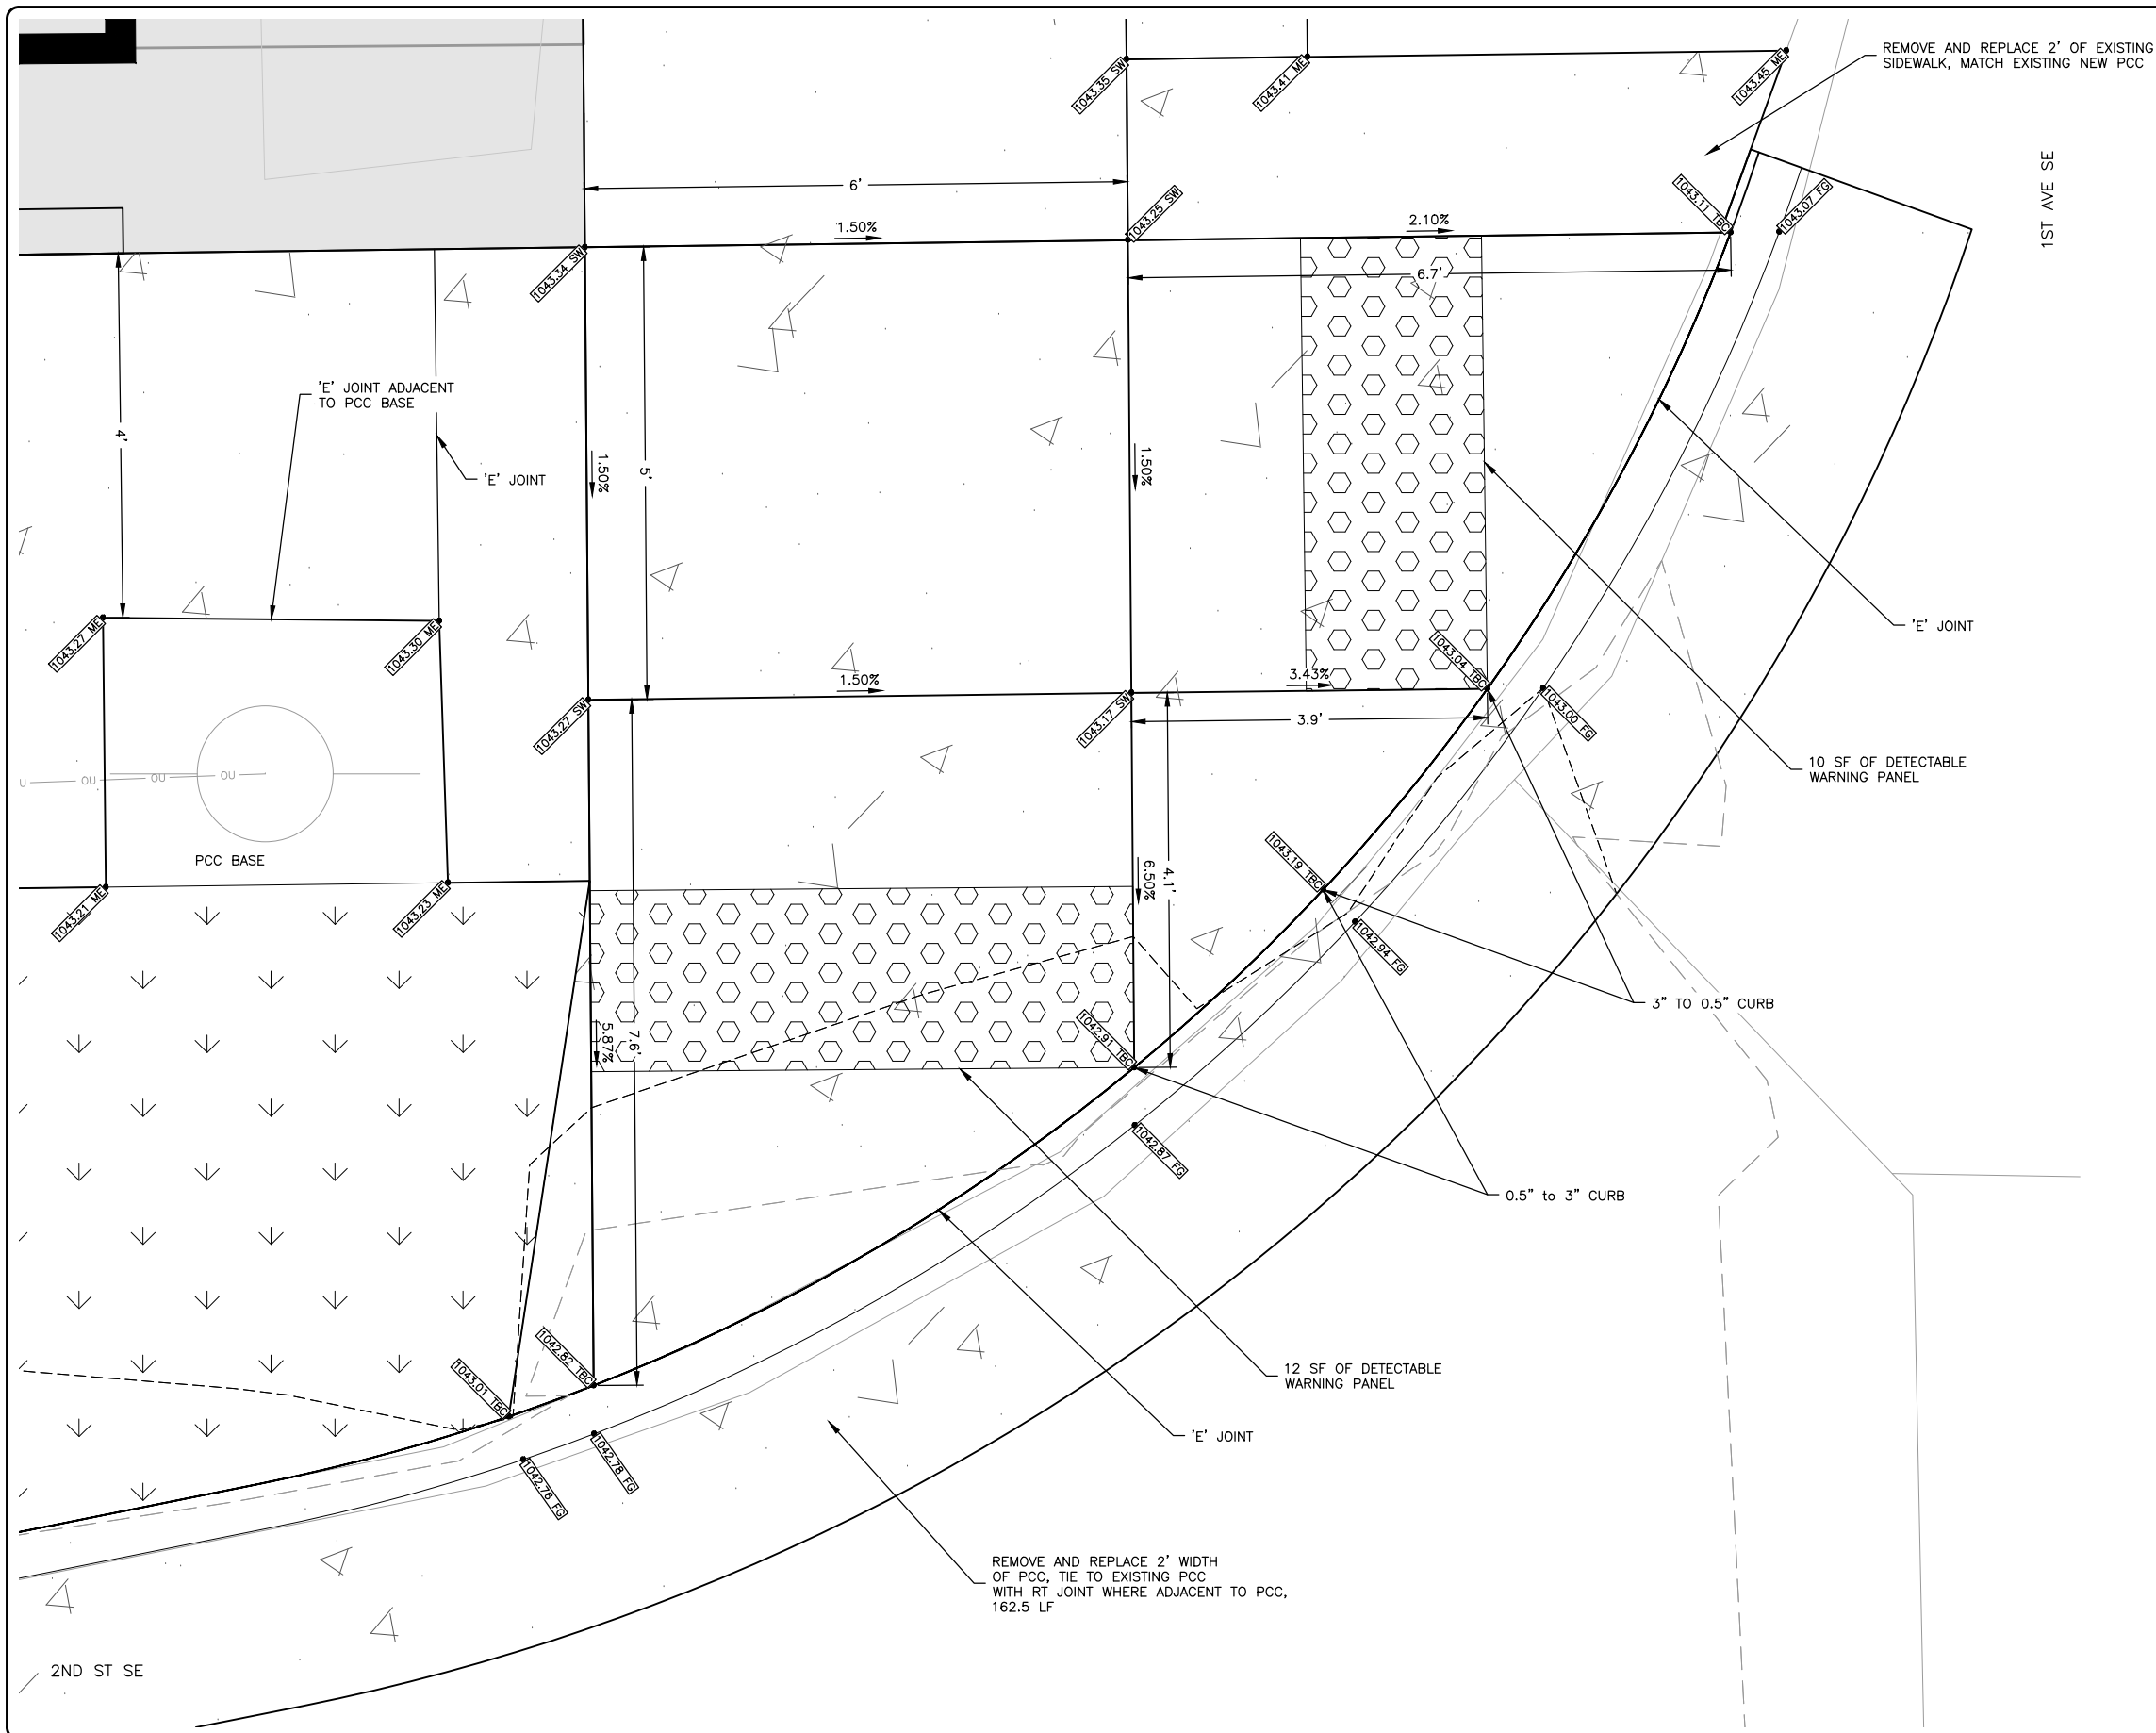 REMOVE AND REPLACE 2' OF EXISTING
SIDEWALK, MATCH EXISTING NEW PCC
1043.35 SW
1043.41 ME
1043.45 ME
1ST AVE SE
6'
1043.25 SW
1043.11 TBC
1043.07 FG
1.50%
2.10%
1043.34 SW
6.7'
'E' JOINT ADJACENT
TO PCC BASE
4'
'E' JOINT
1.50%
5'
1.50%
1043.27 ME
1043.30 ME
'E' JOINT
1043.04 TBC
1.50%
3.43%
1043.27 SW
1043.17 SW
3.9'
1043.00 FG
10 SF OF DETECTABLE
WARNING PANEL
U
OU
OU
OU
PCC BASE
1043.21 ME
1043.23 ME
6.50%
4.1'
1043.19 TBC
1042.94 FG
3" TO 0.5" CURB
5.87%
7.6'
1042.91 TBC
1042.87 FG
0.5" to 3" CURB
1042.82 TBC
1043.01 TBC
12 SF OF DETECTABLE
WARNING PANEL
'E' JOINT
1042.78 FG
1042.76 FG
REMOVE AND REPLACE 2' WIDTH
OF PCC, TIE TO EXISTING PCC
WITH RT JOINT WHERE ADJACENT TO PCC,
162.5 LF
2ND ST SE